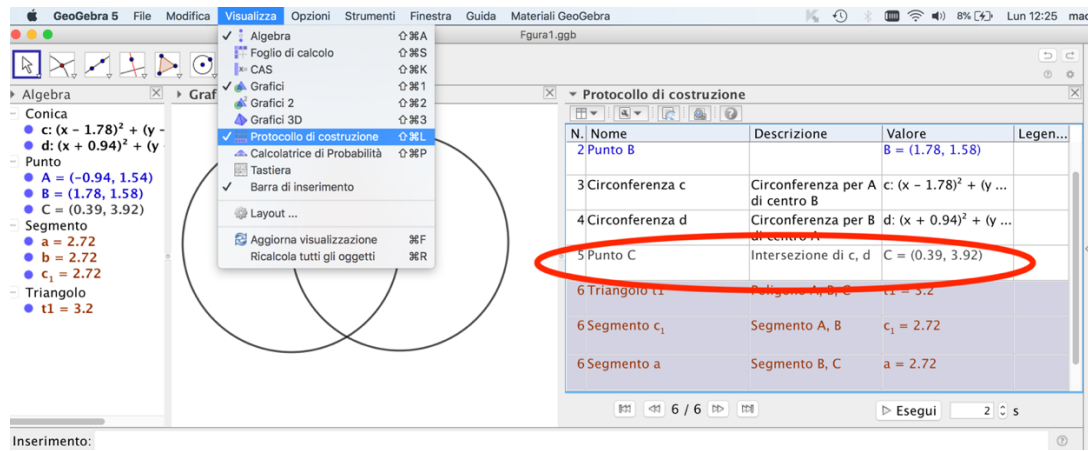 GeoGebra 5 File Modifica Visualizza Opzioni Strumenti Finestra Guida Materiali GeoGebra 8% Lun 12:25 mac
Fgura1.ggb
Algebra
Conica
c: (x – 1.78)² + (y –
d: (x + 0.94)² + (y
Punto
A = (–0.94, 1.54)
B = (1.78, 1.58)
C = (0.39, 3.92)
Segmento
a = 2.72
b = 2.72
c₁ = 2.72
Triangolo
t1 = 3.2
Graf
Algebra ⇧⌘A
Foglio di calcolo ⇧⌘S
CAS ⇧⌘K
Grafici ⇧⌘1
Grafici 2 ⇧⌘2
Grafici 3D ⇧⌘3
Protocollo di costruzione ⇧⌘L
Calcolatrice di Probabilità ⇧⌘P
Tastiera
Barra di inserimento
Layout ...
Aggiorna visualizzazione ⌘F
Ricalcola tutti gli oggetti ⌘R
Protocollo di costruzione
N. Nome Descrizione Valore Legen...
2 Punto B B = (1.78, 1.58)
3 Circonferenza c Circonferenza per A c: (x – 1.78)² + (y ...
di centro B
4 Circonferenza d Circonferenza per B d: (x + 0.94)² + (y ...
di centro A
5 Punto C Intersezione di c, d C = (0.39, 3.92)
6 Triangolo t1 Poligono A, B, C t1 = 3.2
6 Segmento c₁ Segmento A, B c₁ = 2.72
6 Segmento a Segmento B, C a = 2.72
6 / 6 Esegui 2 s
Inserimento: